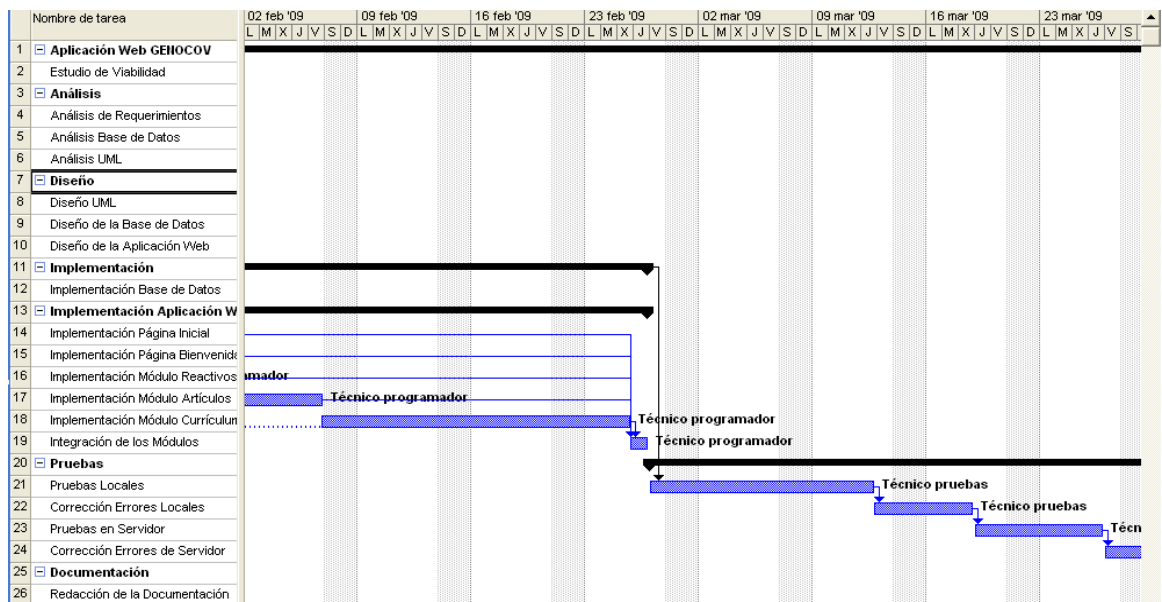 Nombre de tarea
02 feb '09 09 feb '09 16 feb '09 23 feb '09 02 mar '09 09 mar '09 16 mar '09 23 mar '09
L M X J V S D L M X J V S D L M X J V S D L M X J V S D L M X J V S D L M X J V S D L M X J V S D L M X J V S
1 Aplicación Web GENOCOV
2 Estudio de Viabilidad
3 Análisis
4 Análisis de Requerimientos
5 Análisis Base de Datos
6 Análisis UML
7 Diseño
8 Diseño UML
9 Diseño de la Base de Datos
10 Diseño de la Aplicación Web
11 Implementación
12 Implementación Base de Datos
13 Implementación Aplicación W
14 Implementación Página Inicial
15 Implementación Página Bienvenida
16 Implementación Módulo Reactivos amador
17 Implementación Módulo Artículos Técnico programador
18 Implementación Módulo Currículum Técnico programador
19 Integración de los Módulos Técnico programador
20 Pruebas
21 Pruebas Locales Técnico pruebas
22 Corrección Errores Locales Técnico pruebas
23 Pruebas en Servidor Técn
24 Corrección Errores de Servidor
25 Documentación
26 Redacción de la Documentación